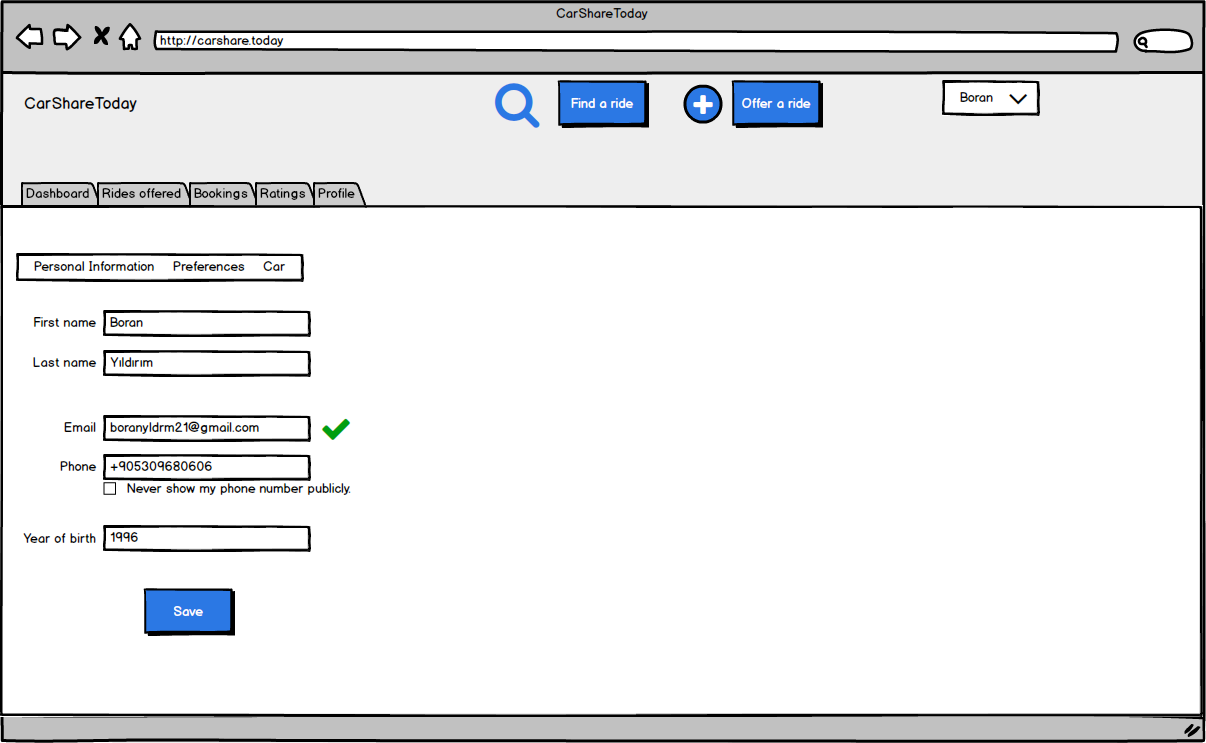 CarShareToday
http://carshare.today
CarShareToday
Find a ride
Offer a ride
Boran
Dashboard Rides offered Bookings Ratings Profile
Personal Information Preferences Car
First name Boran
Last name Yıldırım
Email boranyldrm21@gmail.com
Phone +905309680606
Never show my phone number publicly.
Year of birth 1996
Save